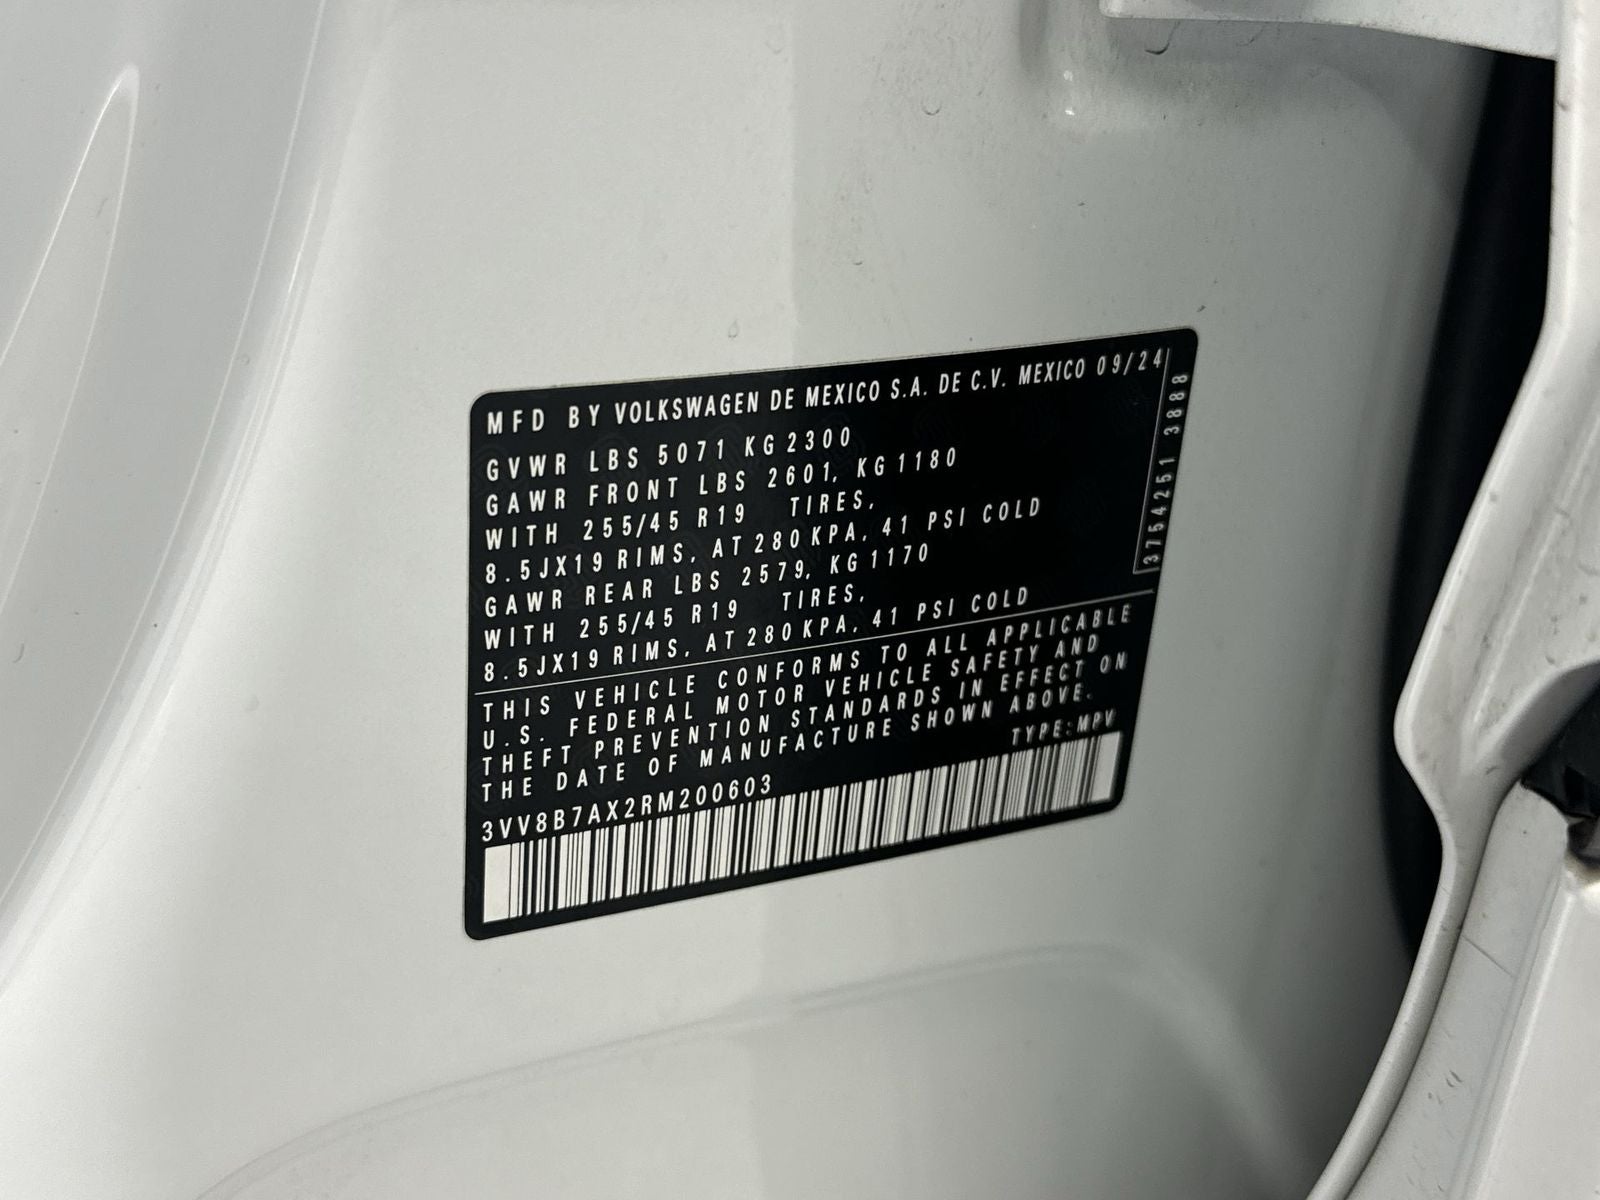 MFD BY VOLKSWAGEN DE MEXICO S.A. DE C.V. MEXICO 09/24
GVWR LBS 5071 KG 2300
GAWR FRONT LBS 2601, KG 1180
WITH 255/45 R19 TIRES,
8.5JX19 RIMS, AT 280 KPA, 41 PSI COLD
GAWR REAR LBS 2579, KG 1170
WITH 255/45 R19 TIRES,
8.5JX19 RIMS, AT 280 KPA, 41 PSI COLD
3754251 3888
THIS VEHICLE CONFORMS TO ALL APPLICABLE
U.S. FEDERAL MOTOR VEHICLE SAFETY AND
THEFT PREVENTION STANDARDS IN EFFECT ON
THE DATE OF MANUFACTURE SHOWN ABOVE.
TYPE:MPV
3VV8B7AX2RM200603